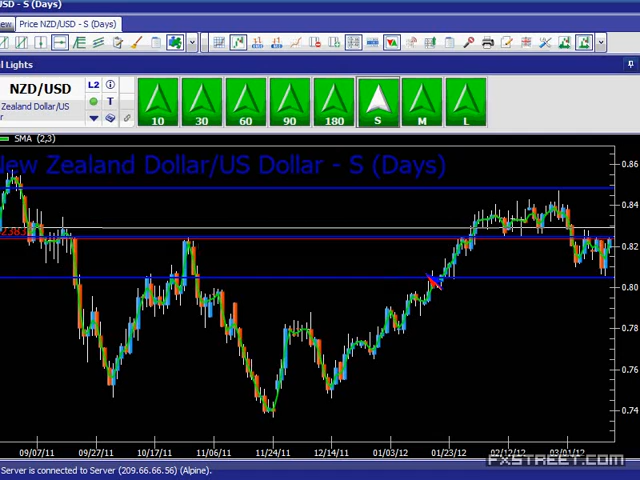 USD - S (Days)
Price NZD/USD - S (Days)
Lights
NZD/USD
Zealand Dollar/US
L2
T
10 30 60 90 180 S M L
SMA (2,3)
New Zealand Dollar/US Dollar - S (Days)
0.86
0.84
0.82
0.80
0.78
0.76
0.74
09/07/11 09/27/11 10/17/11 11/06/11 11/24/11 12/14/11 01/03/12 01/23/12 02/12/12 03/01/12
FXSTREET.COM
Server is connected to Server (209.66.66.56) (Alpine).